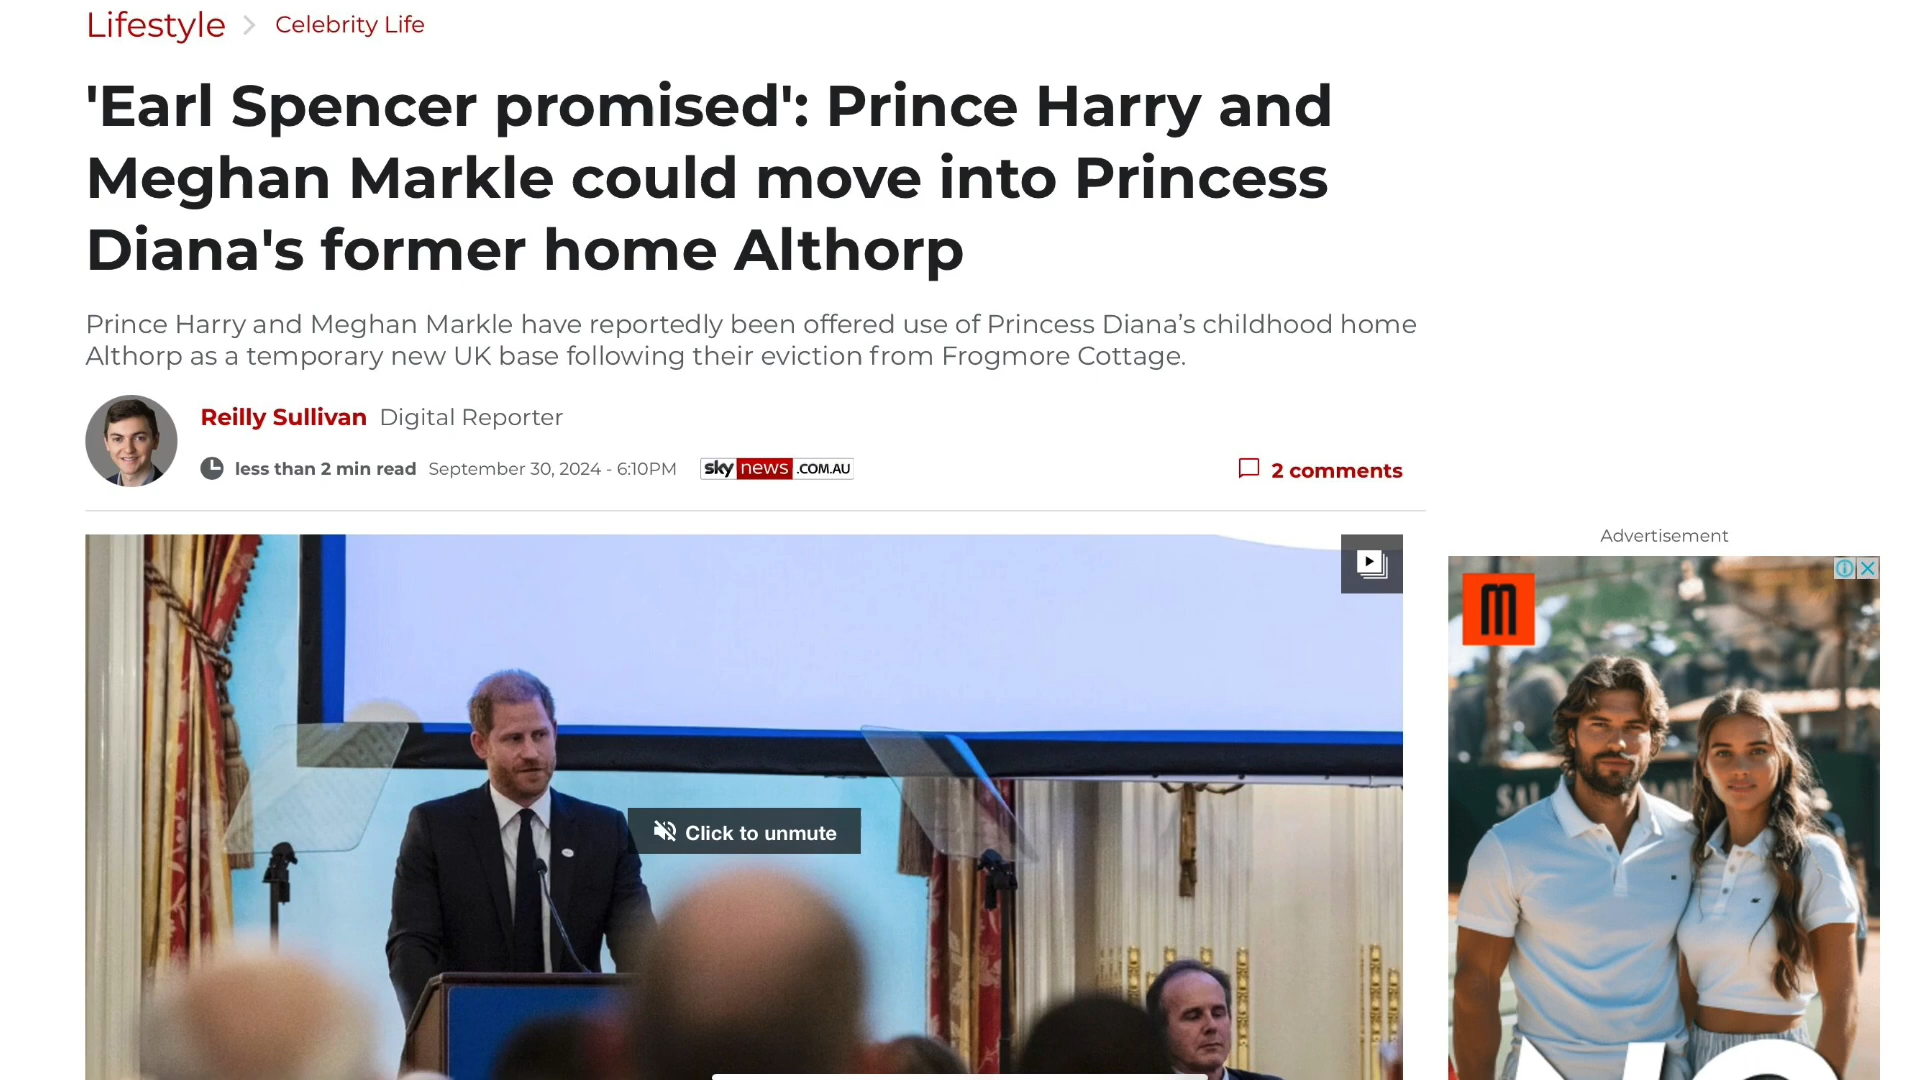 Lifestyle > Celebrity Life
'Earl Spencer promised': Prince Harry and
Meghan Markle could move into Princess
Diana's former home Althorp
Prince Harry and Meghan Markle have reportedly been offered use of Princess Diana’s childhood home
Althorp as a temporary new UK base following their eviction from Frogmore Cottage.
Reilly Sullivan Digital Reporter
less than 2 min read September 30, 2024 - 6:10PM sky news .COM.AU
2 comments
Advertisement
m
Click to unmute